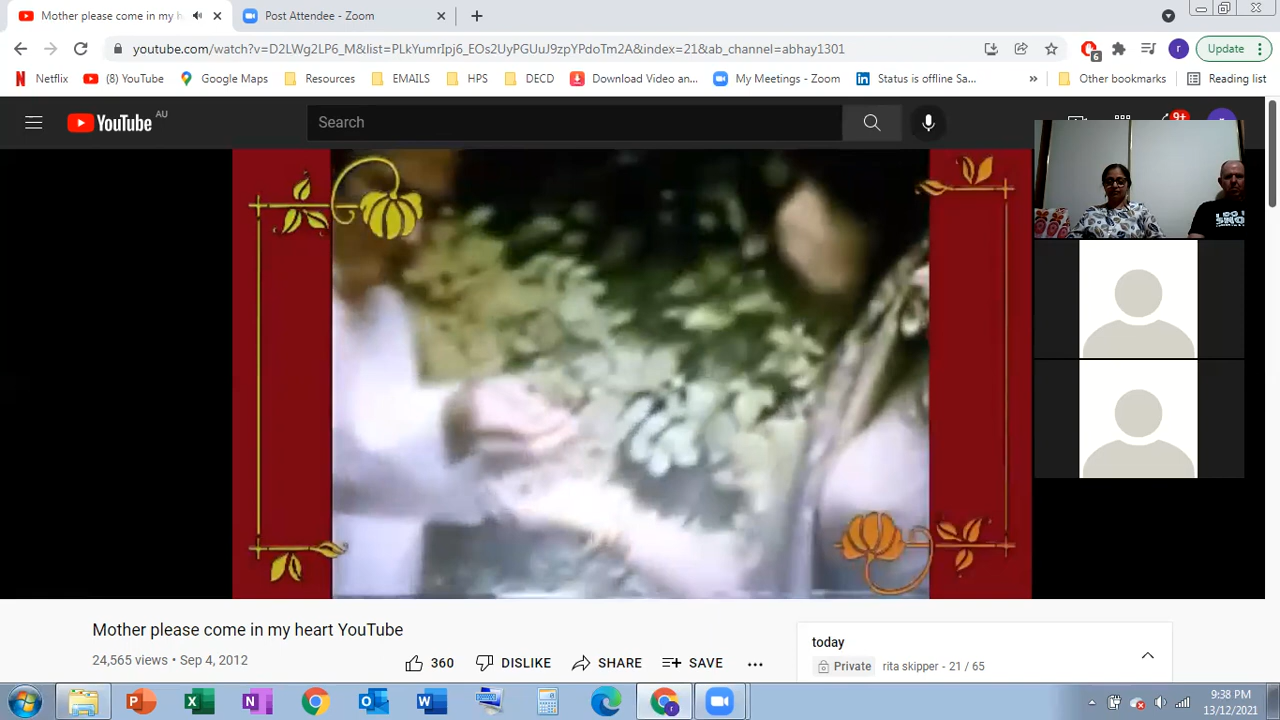 Mother please come in my h
Post Attendee - Zoom
youtube.com/watch?v=D2LWg2LP6_M&list=PLkYumrIpj6_EOs2UyPGUuJ9zpYPdoTm2A&index=21&ab_channel=abhay1301
6
r
Update
Netflix
(8) YouTube
Google Maps
Resources
EMAILS
HPS
DECD
Download Video an...
My Meetings - Zoom
Status is offline Sa...
»
Other bookmarks
Reading list
YouTube AU
Search
9+
Mother please come in my heart YouTube
24,565 views • Sep 4, 2012
360
DISLIKE
SHARE
SAVE
...
today
Private rita skipper - 21 / 65
9:38 PM
13/12/2021